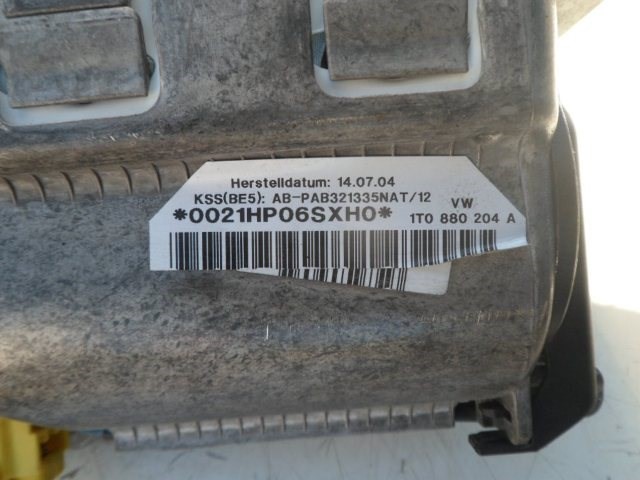 Herstelldatum: 14.07.04
KSS(BE5): AB-PAB321335NAT/12 VW
*0021HP06SXH0* 1T0 880 204 A